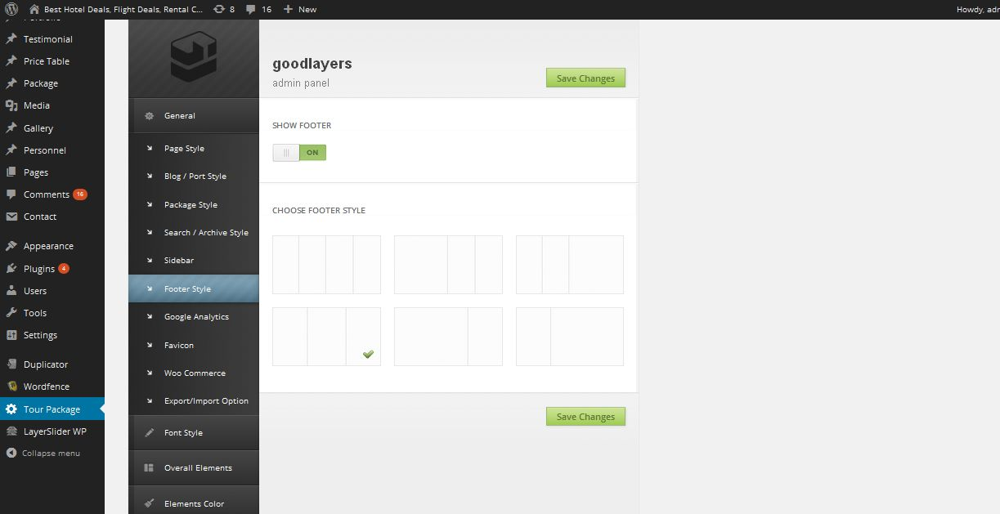 Best Hotel Deals, Flight Deals, Rental C... 8 16 New Howdy, adm
Testimonial
Price Table
Package
Media
Gallery
Personnel
Pages
Comments 16
Contact
Appearance
Plugins 4
Users
Tools
Settings
Duplicator
Wordfence
Tour Package
LayerSlider WP
Collapse menu
General
Page Style
Blog / Port Style
Package Style
Search / Archive Style
Sidebar
Footer Style
Google Analytics
Favicon
Woo Commerce
Export/Import Option
Font Style
Overall Elements
Elements Color
goodlayers
admin panel
Save Changes
SHOW FOOTER
ON
CHOOSE FOOTER STYLE
Save Changes